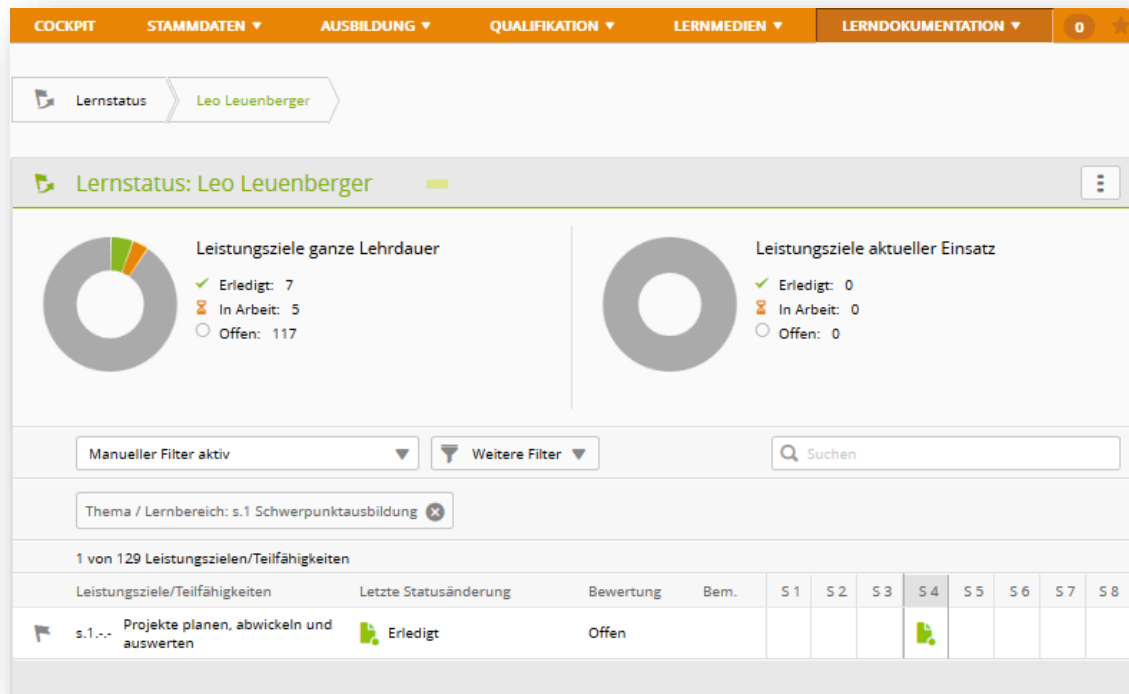 COCKPIT STAMMDATEN AUSBILDUNG QUALIFIKATION LERNMEDIEN LERNDOKUMENTATION 0
Lernstatus Leo Leuenberger
Lernstatus: Leo Leuenberger
Leistungsziele ganze Lehrdauer
Erledigt: 7
In Arbeit: 5
Offen: 117
Leistungsziele aktueller Einsatz
Erledigt: 0
In Arbeit: 0
Offen: 0
Manueller Filter aktiv Weitere Filter Suchen
Thema / Lernbereich: s.1 Schwerpunktausbildung
1 von 129 Leistungszielen/Teilfähigkeiten
Leistungsziele/Teilfähigkeiten Letzte Statusänderung Bewertung Bem. S 1 S 2 S 3 S 4 S 5 S 6 S 7 S 8
s.1.-.- Projekte planen, abwickeln und
auswerten
Erledigt Offen